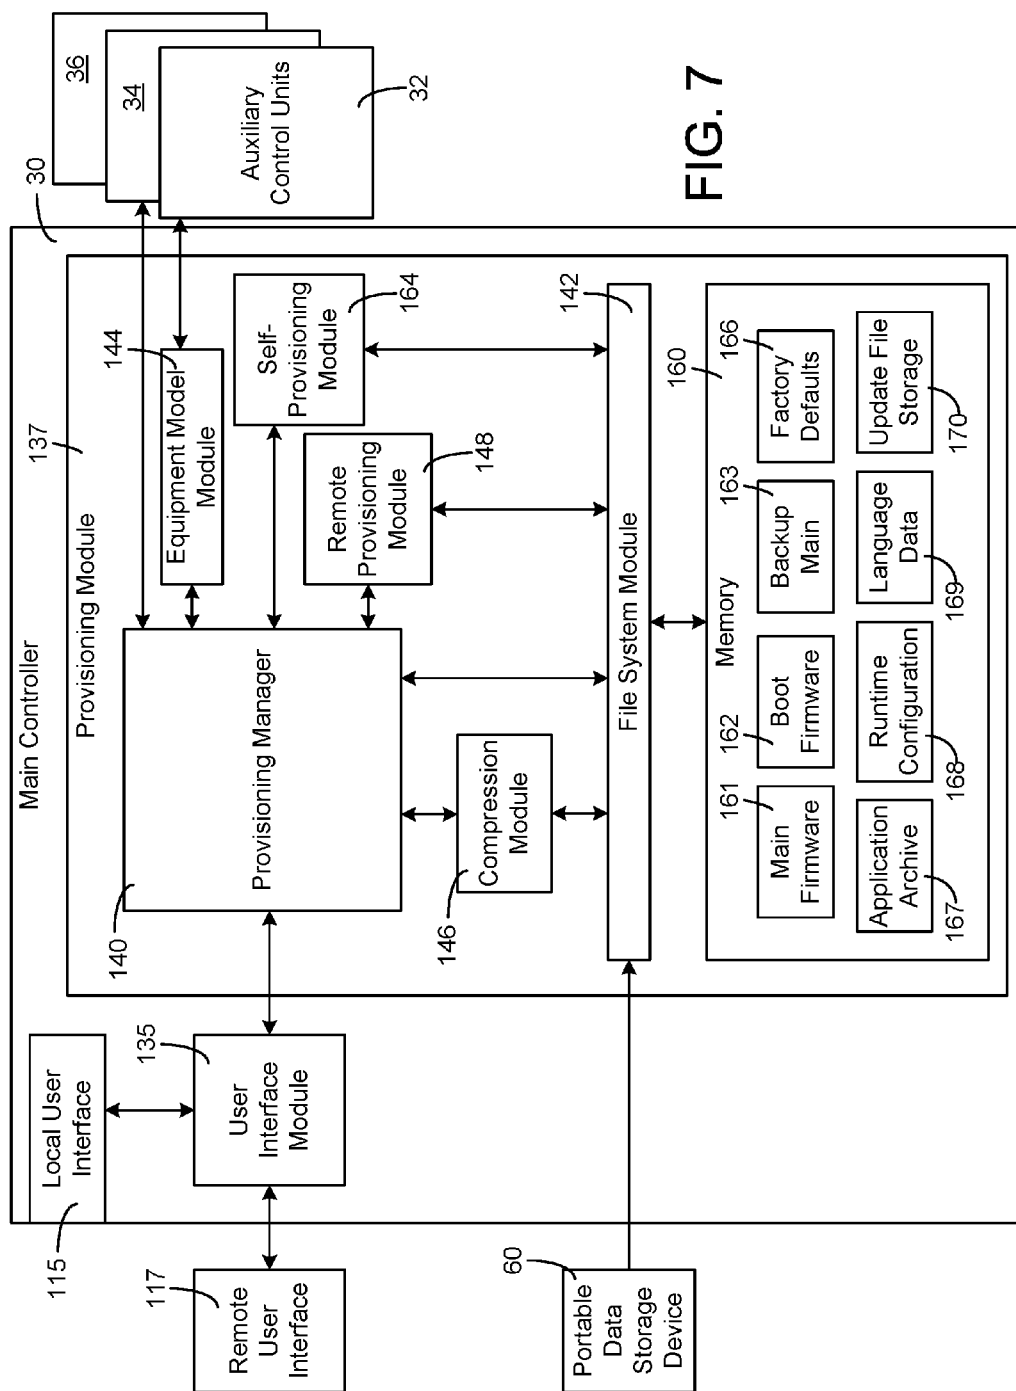 Main Controller
30
Provisioning Module
137
Local User
Interface
115
User
Interface
Module
135
Remote
User
Interface
117
Provisioning Manager
140
Equipment Model
Module
144
36
34
Auxiliary
Control Units
32
Self-
Provisioning
Module
164
Remote
Provisioning
Module
148
Compression
Module
146
Portable
Data
Storage
Device
60
File System Module
142
Memory
160
Main
Firmware
161
Boot
Firmware
162
Backup
Main
163
Factory
Defaults
166
Application
Archive
167
Runtime
Configuration
168
Language
Data
169
Update File
Storage
170
FIG. 7